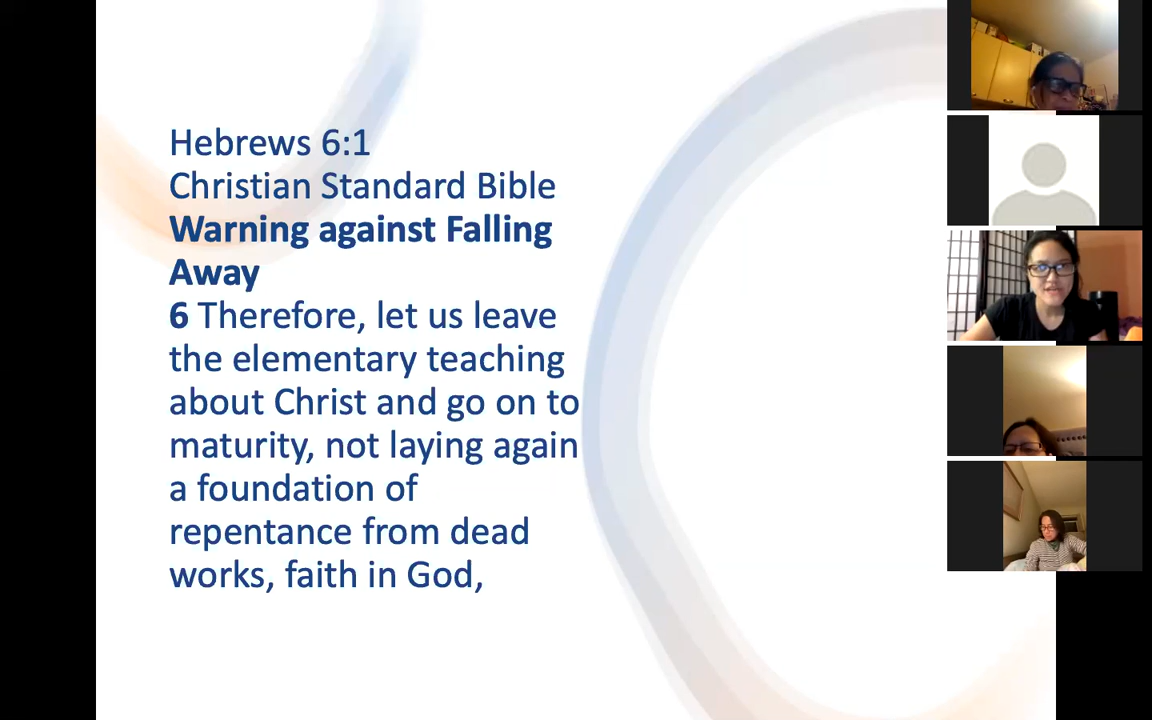 Hebrews 6:1
Christian Standard Bible
Warning against Falling
Away
6 Therefore, let us leave
the elementary teaching
about Christ and go on to
maturity, not laying again
a foundation of
repentance from dead
works, faith in God,